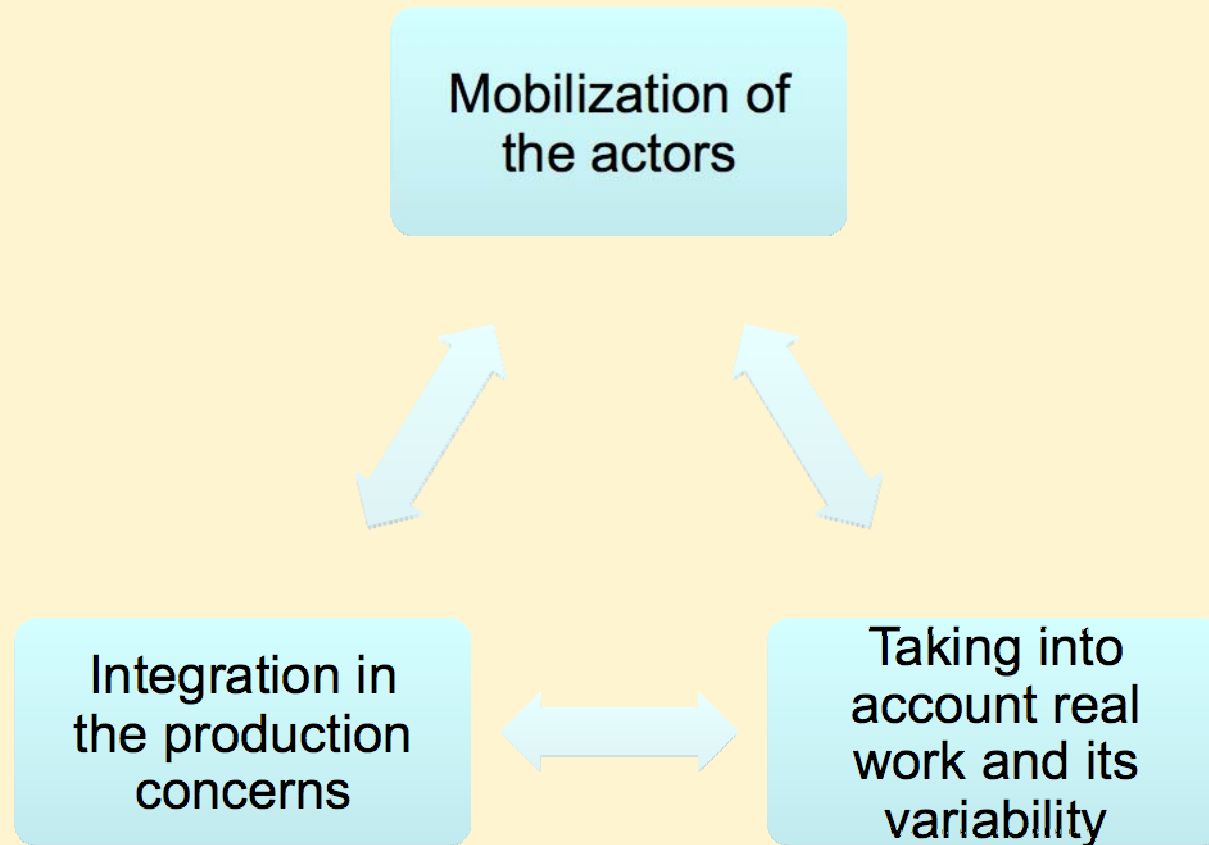 Mobilization of
the actors
Integration in
the production
concerns
Taking into
account real
work and its
variability